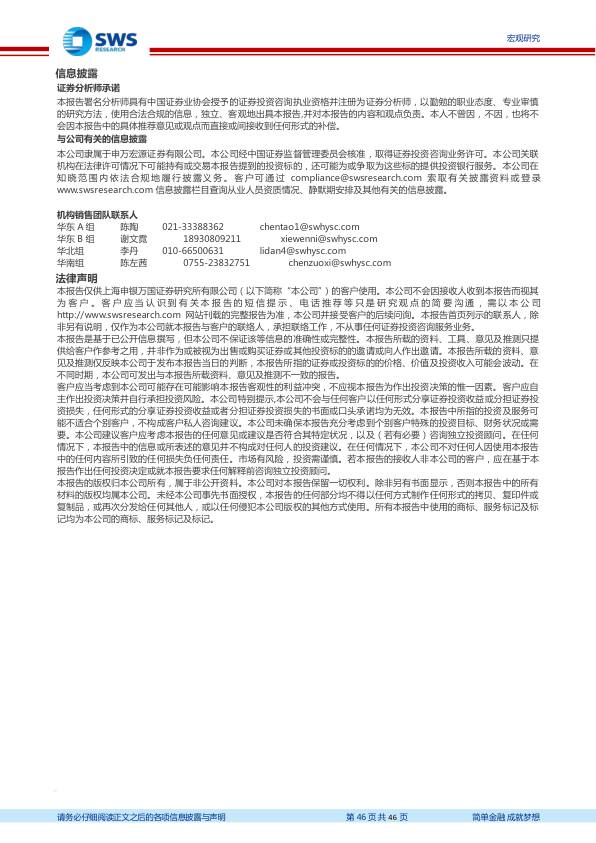 SWS
RESEARCH
宏观研究
信息披露
证券分析师承诺
本报告署名分析师具有中国证券业协会授予的证券投资咨询执业资格并注册为证券分析师，以勤勉的职业态度、专业审慎
的研究方法，使用合法合规的信息，独立、客观地出具本报告,并对本报告的内容和观点负责。本人不曾因，不因，也将不
会因本报告中的具体推荐意见或观点而直接或间接收到任何形式的补偿。
与公司有关的信息披露
本公司隶属于申万宏源证券有限公司。本公司经中国证券监督管理委员会核准，取得证券投资咨询业务许可。本公司关联
机构在法律许可情况下可能持有或交易本报告提到的投资标的，还可能为或争取为这些标的提供投资银行服务。本公司在
知晓范围内依法合规地履行披露义务。客户可通过 compliance@swsresearch.com 索取有关披露资料或登录
www.swsresearch.com 信息披露栏目查询从业人员资质情况、静默期安排及其他有关的信息披露。
机构销售团队联系人
华东 A 组 陈陶 021-33388362 chentao1@swhysc.com
华东 B 组 谢文霓 18930809211 xiewenni@swhysc.com
华北组 李丹 010-66500631 lidan4@swhysc.com
华南组 陈左茜 0755-23832751 chenzuoxi@swhysc.com
法律声明
本报告仅供上海申银万国证券研究所有限公司（以下简称“本公司”）的客户使用。本公司不会因接收人收到本报告而视其
为客户。客户应当认识到有关本报告的短信提示、电话推荐等只是研究观点的简要沟通，需以本公司
http://www.swsresearch.com 网站刊载的完整报告为准，本公司并接受客户的后续问询。本报告首页列示的联系人，除
非另有说明，仅作为本公司就本报告与客户的联络人，承担联络工作，不从事任何证券投资咨询服务业务。
本报告是基于已公开信息撰写，但本公司不保证该等信息的准确性或完整性。本报告所载的资料、工具、意见及推测只提
供给客户作参考之用，并非作为或被视为出售或购买证券或其他投资标的的邀请或向人作出邀请。本报告所载的资料、意
见及推测仅反映本公司于发布本报告当日的判断，本报告所指的证券或投资标的的价格、价值及投资收入可能会波动。在
不同时期，本公司可发出与本报告所载资料、意见及推测不一致的报告。
客户应当考虑到本公司可能存在可能影响本报告客观性的利益冲突，不应视本报告为作出投资决策的惟一因素。客户应自
主作出投资决策并自行承担投资风险。本公司特别提示,本公司不会与任何客户以任何形式分享证券投资收益或分担证券投
资损失，任何形式的分享证券投资收益或者分担证券投资损失的书面或口头承诺均为无效。本报告中所指的投资及服务可
能不适合个别客户，不构成客户私人咨询建议。本公司未确保本报告充分考虑到个别客户特殊的投资目标、财务状况或需
要。本公司建议客户应考虑本报告的任何意见或建议是否符合其特定状况，以及（若有必要）咨询独立投资顾问。在任何
情况下，本报告中的信息或所表述的意见并不构成对任何人的投资建议。在任何情况下，本公司不对任何人因使用本报告
中的任何内容所引致的任何损失负任何责任。市场有风险，投资需谨慎。若本报告的接收人非本公司的客户，应在基于本
报告作出任何投资决定或就本报告要求任何解释前咨询独立投资顾问。
本报告的版权归本公司所有，属于非公开资料。本公司对本报告保留一切权利。除非另有书面显示，否则本报告中的所有
材料的版权均属本公司。未经本公司事先书面授权，本报告的任何部分均不得以任何方式制作任何形式的拷贝、复印件或
复制品，或再次分发给任何其他人，或以任何侵犯本公司版权的其他方式使用。所有本报告中使用的商标、服务标记及标
记均为本公司的商标、服务标记及标记。
请务必仔细阅读正文之后的各项信息披露与声明 第 46 页 共 46 页 简单金融 成就梦想